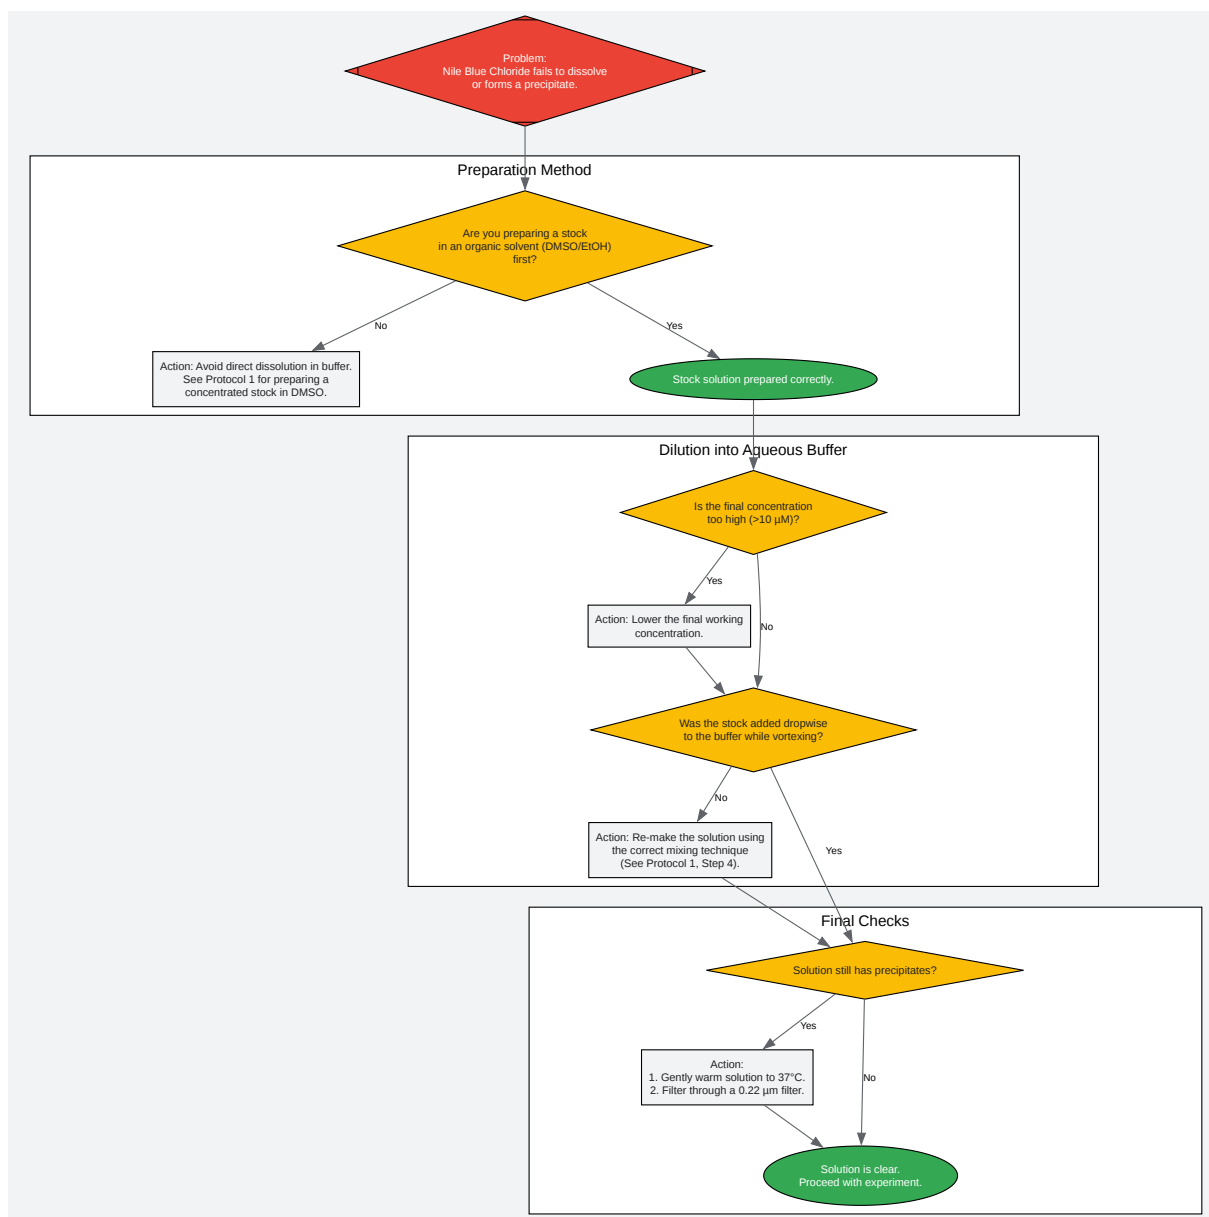 Problem:
Nile Blue Chloride fails to dissolve
or forms a precipitate.
Preparation Method
Are you preparing a stock
in an organic solvent (DMSO/EtOH)
first?
No
Yes
Action: Avoid direct dissolution in buffer.
See Protocol 1 for preparing a
concentrated stock in DMSO.
Stock solution prepared correctly.
Dilution into Aqueous Buffer
Is the final concentration
too high (>10 µM)?
Yes
Action: Lower the final working
concentration.
No
Was the stock added dropwise
to the buffer while vortexing?
No
Action: Re-make the solution using
the correct mixing technique
(See Protocol 1, Step 4).
Yes
Final Checks
Solution still has precipitates?
Yes
Action:
1. Gently warm solution to 37°C.
2. Filter through a 0.22 µm filter.
No
Solution is clear.
Proceed with experiment.